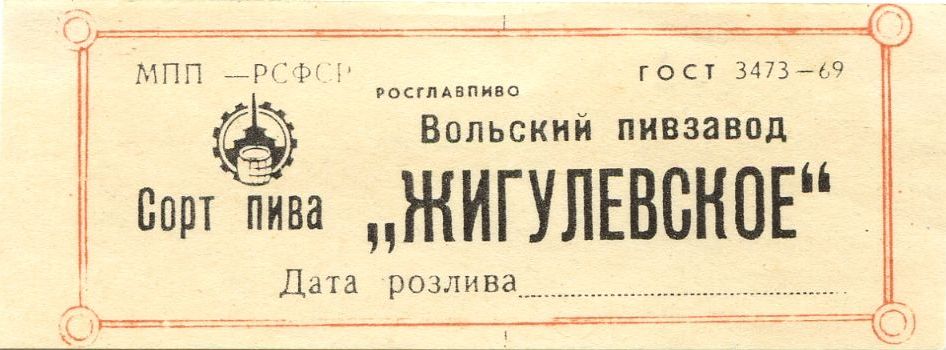 МПП —РСФСР
ГОСТ 3473—69
РОСГЛАВПИВО
Вольский пивзавод
Сорт пива „ЖИГУЛЕВСКОЕ“
Дата розлива